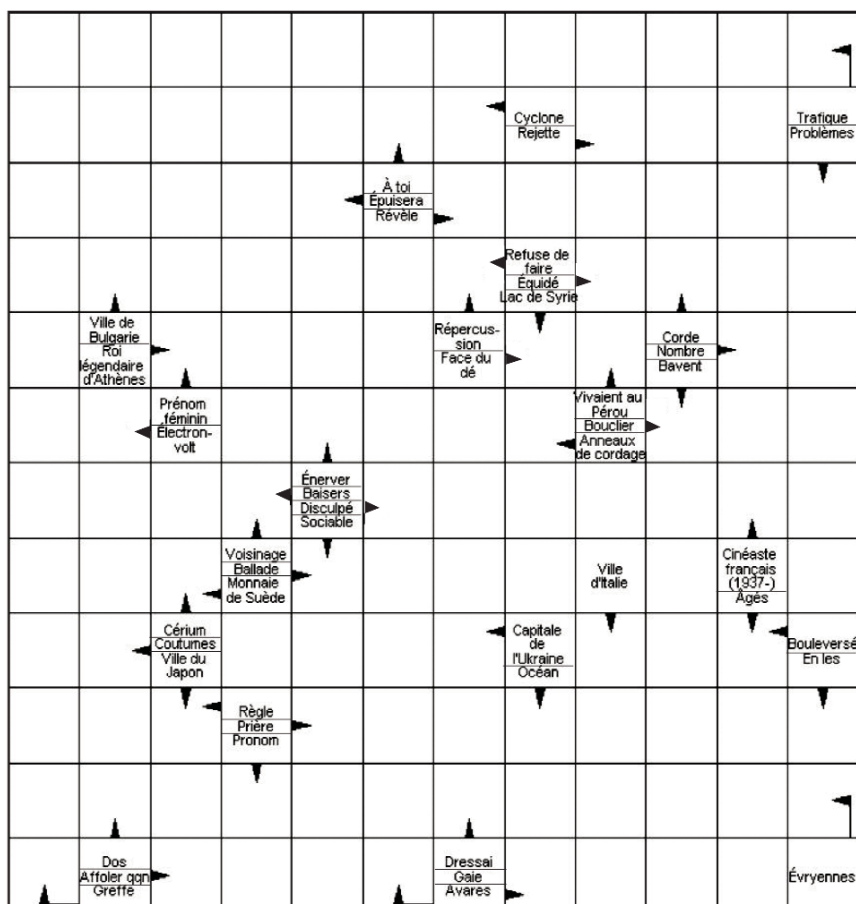 Cyclone
Rejette
Trafique
Problèmes
À toi
Épuisera
Révèle
Refuse de
faire
Équidé
Lac de Syrie
Ville de
Bulgarie
Roi
légendaire
d'Athènes
Répercus-
sion
Face du
dé
Corde
Nombre
Bavent
Prénom
féminin
Électron-
volt
Vivaient au
Pérou
Bouclier
Anneaux
de cordage
Énerver
Baisers
Disculpé
Sociable
Voisinage
Ballade
Monnaie
de Suède
Ville
d'Italie
Cinéaste
français
(1937-)
Âgés
Cérium
Coutumes
Ville du
Japon
Capitale
de
l'Ukraine
Océan
Bouleversé
En les
Règle
Prière
Pronom
Dos
Affoler qqn
Greffe
Dressai
Gaie
Avares
Évryennes